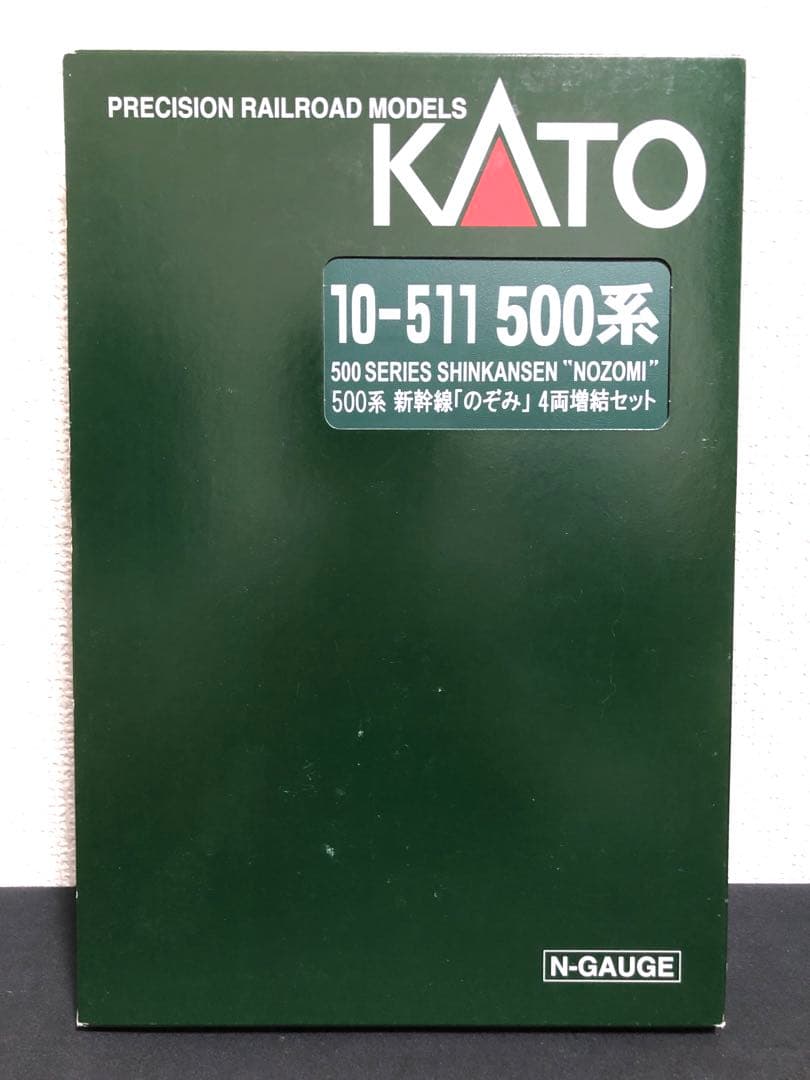 PRECISION RAILROAD MODELS
KATO
10-511 500系
500 SERIES SHINKANSEN "NOZOMI"
500系 新幹線「のぞみ」 4両増結セット
N-GAUGE